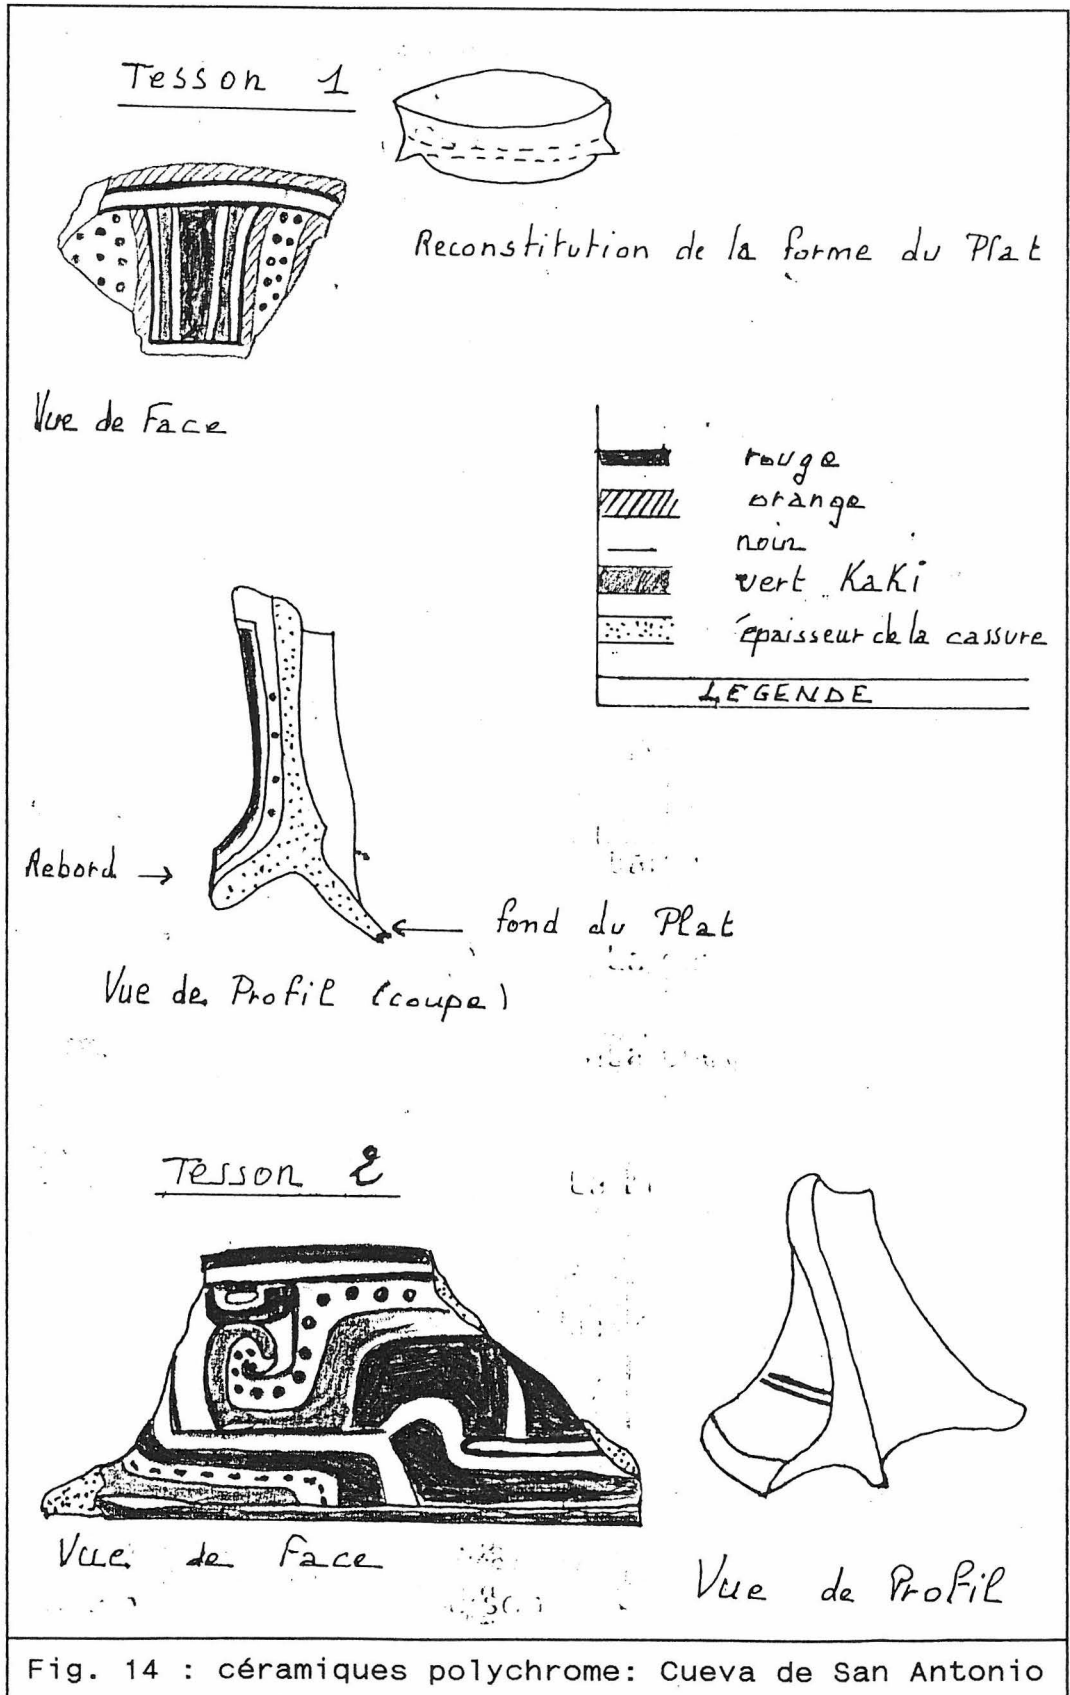 Tesson 1
Reconstitution de la forme du Plat
Vue de Face
rouge
orange
noir
vert KaKi
épaisseur de la cassure
LEGENDE
Rebord →
← fond du Plat
Vue de Profil (coupe)
Tesson 2
Vue de Face
Vue de Profil
Fig. 14 : céramiques polychrome: Cueva de San Antonio